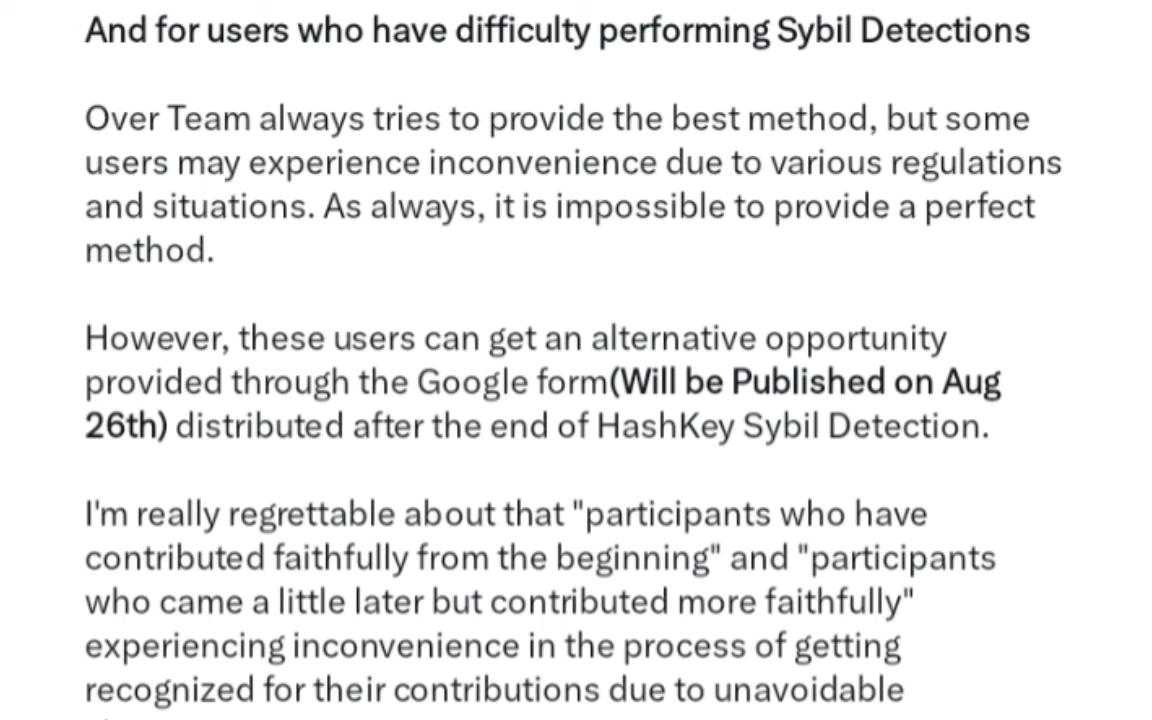 And for users who have difficulty performing Sybil Detections
Over Team always tries to provide the best method, but some
users may experience inconvenience due to various regulations
and situations. As always, it is impossible to provide a perfect
method.
However, these users can get an alternative opportunity
provided through the Google form(Will be Published on Aug
26th) distributed after the end of HashKey Sybil Detection.
I'm really regrettable about that "participants who have
contributed faithfully from the beginning" and "participants
who came a little later but contributed more faithfully"
experiencing inconvenience in the process of getting
recognized for their contributions due to unavoidable